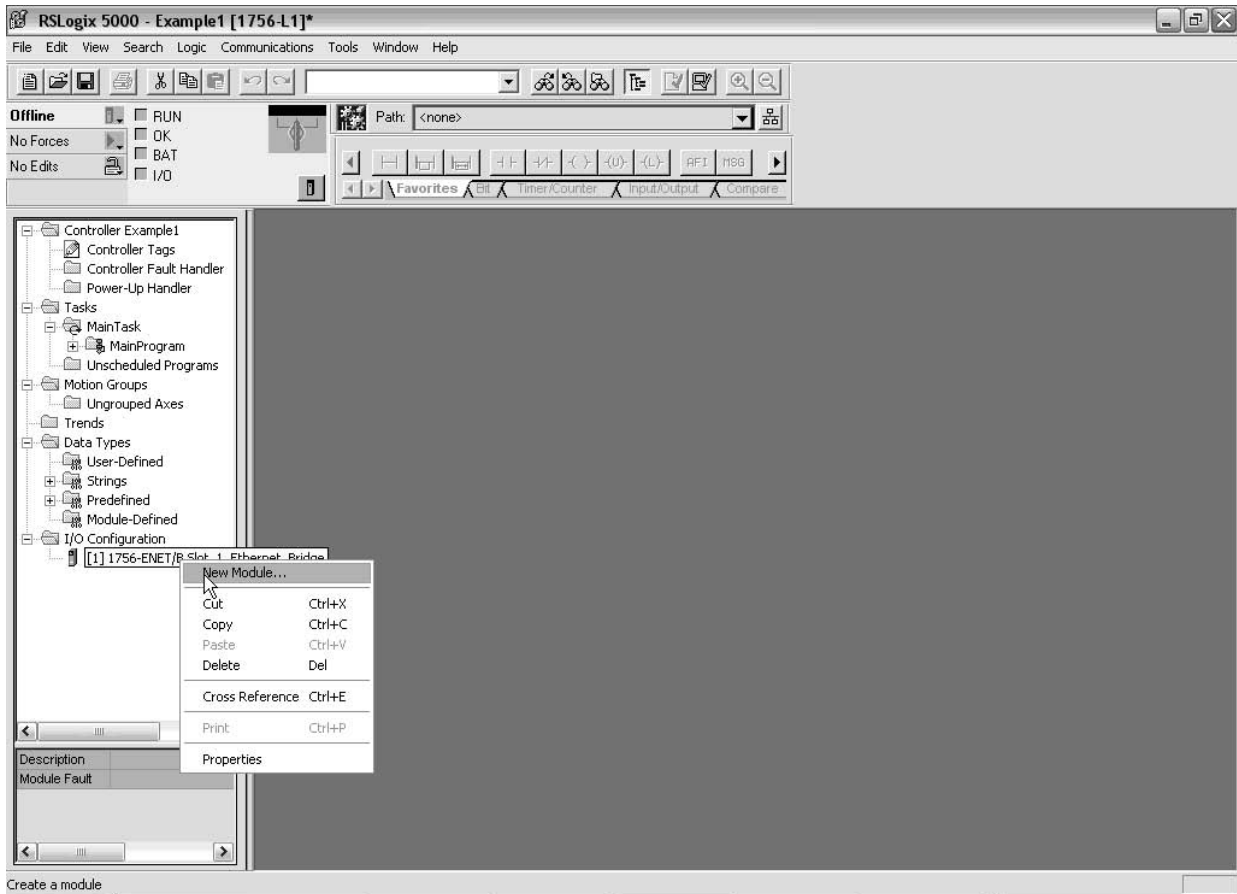 RSLogix 5000 - Example1 [1756-L1]*
File Edit View Search Logic Communications Tools Window Help
Offline
RUN
Path: <none>
No Forces
OK
No Edits
BAT
I/O
AFI MSG
Favorites Bit Timer/Counter Input/Output Compare
Controller Example1
Controller Tags
Controller Fault Handler
Power-Up Handler
Tasks
MainTask
MainProgram
Unscheduled Programs
Motion Groups
Ungrouped Axes
Trends
Data Types
User-Defined
Strings
Predefined
Module-Defined
I/O Configuration
[1] 1756-ENET/B Slot_1_Ethernet_Bridge
New Module...
Cut Ctrl+X
Copy Ctrl+C
Paste Ctrl+V
Delete Del
Cross Reference Ctrl+E
Print Ctrl+P
Properties
Description
Module Fault
Create a module